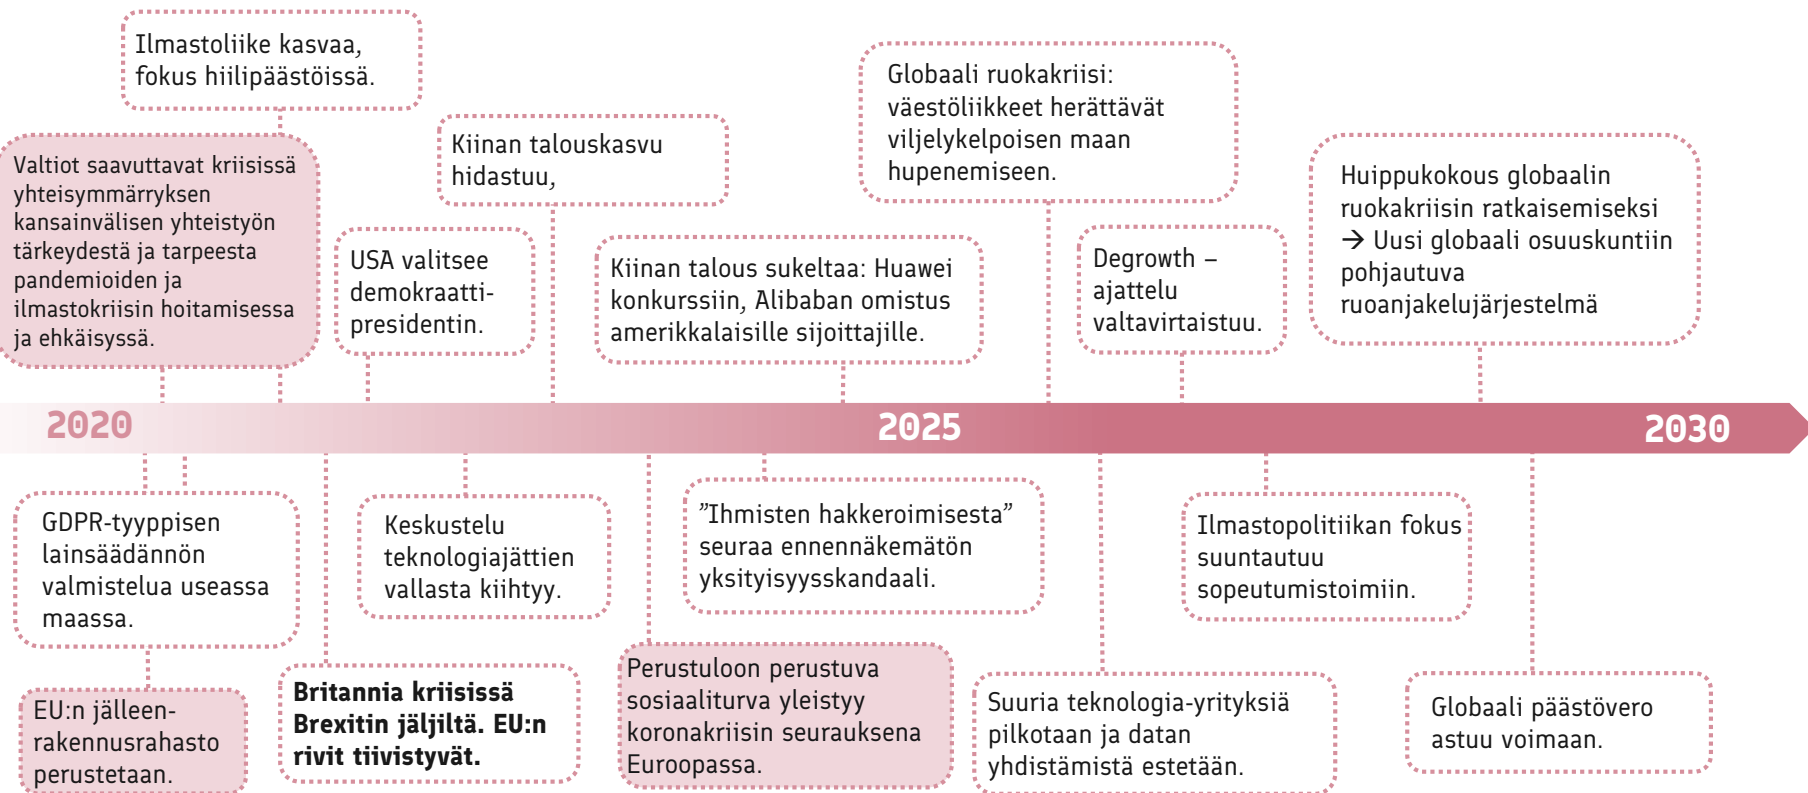 Ilmastoliike kasvaa,
fokus hiilipäästöissä.
Valtiot saavuttavat kriisissä
yhteisymmärryksen
kansainvälisen yhteistyön
tärkeydestä ja tarpeesta
pandemioiden ja
ilmastokriisin hoitamisessa
ja ehkäisyssä.
USA valitsee
demokraatti-
presidentin.
Kiinan talouskasvu
hidastuu,
Kiinan talous sukeltaa: Huawei
konkurssiin, Alibaban omistus
amerikkalaisille sijoittajille.
Globaali ruokakriisi:
väestöliikkeet herättävät
viljelykelpoisen maan
hupenemiseen.
Degrowth –
ajattelu
valtavirtaistuu.
Huippukokous globaalin
ruokakriisin ratkaisemiseksi
→ Uusi globaali osuuskuntiin
pohjautuva
ruoanjakelujärjestelmä
2020
2025
2030
GDPR-tyyppisen
lainsäädännön
valmistelua useassa
maassa.
EU:n jälleen-
rakennusrahasto
perustetaan.
Britannia kriisissä
Brexitin jäljiltä. EU:n
rivit tiivistyvät.
Keskustelu
teknologiajättien
vallasta kiihtyy.
Perustuloon perustuva
sosiaaliturva yleistyy
koronakriisin seurauksena
Euroopassa.
”Ihmisten hakkeroimisesta”
seuraa ennennäkemätön
yksityisyysskandaali.
Suuria teknologia-yrityksiä
pilkotaan ja datan
yhdistämistä estetään.
Ilmastopolitiikan fokus
suuntautuu
sopeutumistoimiin.
Globaali päästövero
astuu voimaan.